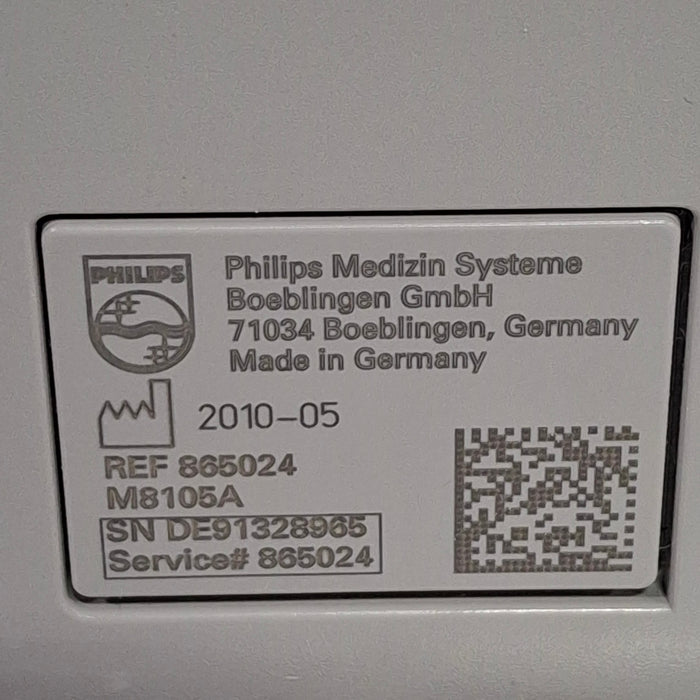 PHILIPS
Philips Medizin Systeme
Boeblingen GmbH
71034 Boeblingen, Germany
Made in Germany
2010-05
REF 865024
M8105A
SN DE91328965
Service# 865024